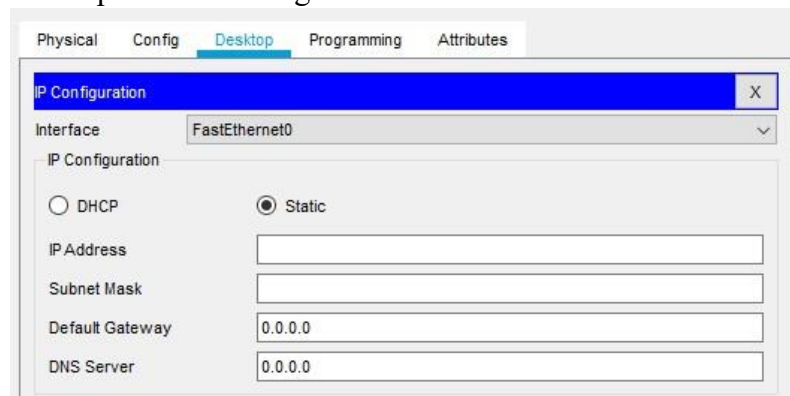 Physical Config Desktop Programming Attributes
IP Configuration X
Interface FastEthernet0
IP Configuration
DHCP Static
IP Address
Subnet Mask
Default Gateway 0.0.0.0
DNS Server 0.0.0.0